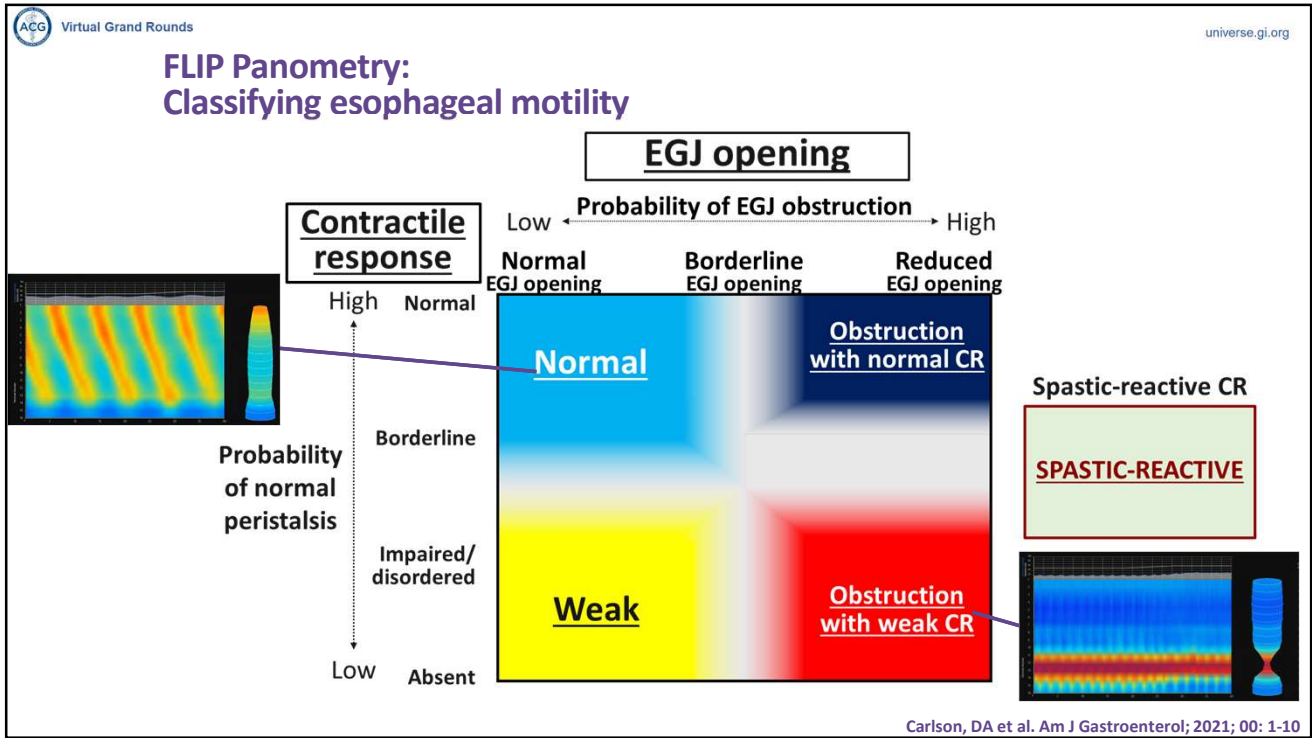 ACG
Virtual Grand Rounds
universe.gi.org
FLIP Panometry:
Classifying esophageal motility
EGJ opening
Probability of EGJ obstruction
Low
High
Contractile
response
Normal
EGJ opening
Borderline
EGJ opening
Reduced
EGJ opening
High
Normal
Normal
Obstruction
with normal CR
Spastic-reactive CR
Borderline
SPASTIC-REACTIVE
Probability
of normal
peristalsis
Impaired/
disordered
Weak
Obstruction
with weak CR
Low
Absent
Carlson, DA et al. Am J Gastroenterol; 2021; 00: 1-10